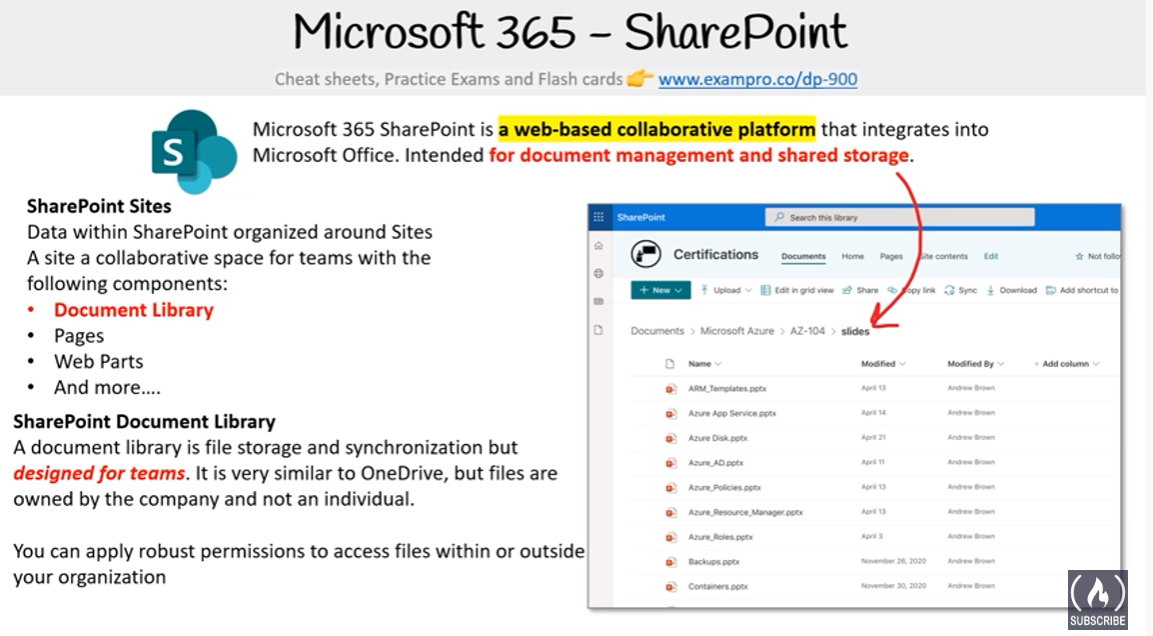 Microsoft 365 – SharePoint
Cheat sheets, Practice Exams and Flash cards 👉 www.exampro.co/dp-900
S
Microsoft 365 SharePoint is a web-based collaborative platform that integrates into
Microsoft Office. Intended for document management and shared storage.
SharePoint Sites
Data within SharePoint organized around Sites
A site a collaborative space for teams with the
following components:
• Document Library
• Pages
• Web Parts
• And more....
SharePoint Document Library
A document library is file storage and synchronization but
designed for teams. It is very similar to OneDrive, but files are
owned by the company and not an individual.
You can apply robust permissions to access files within or outside
your organization
SharePoint
Search this library
Certifications Documents Home Pages Site contents Edit Not follo
+ New Upload Edit in grid view Share Copy link Sync Download Add shortcut to
Documents > Microsoft Azure > AZ-104 > slides
Name Modified Modified By + Add column
ARM_Templates.pptx April 13 Andrew Brown
Azure App Service.pptx April 14 Andrew Brown
Azure Disk.pptx April 21 Andrew Brown
Azure_AD.pptx April 11 Andrew Brown
Azure_Policies.pptx April 13 Andrew Brown
Azure_Resource_Manager.pptx April 13 Andrew Brown
Azure_Roles.pptx April 3 Andrew Brown
Backups.pptx November 26, 2020 Andrew Brown
Containers.pptx November 30, 2020 Andrew Brown
SUBSCRIBE